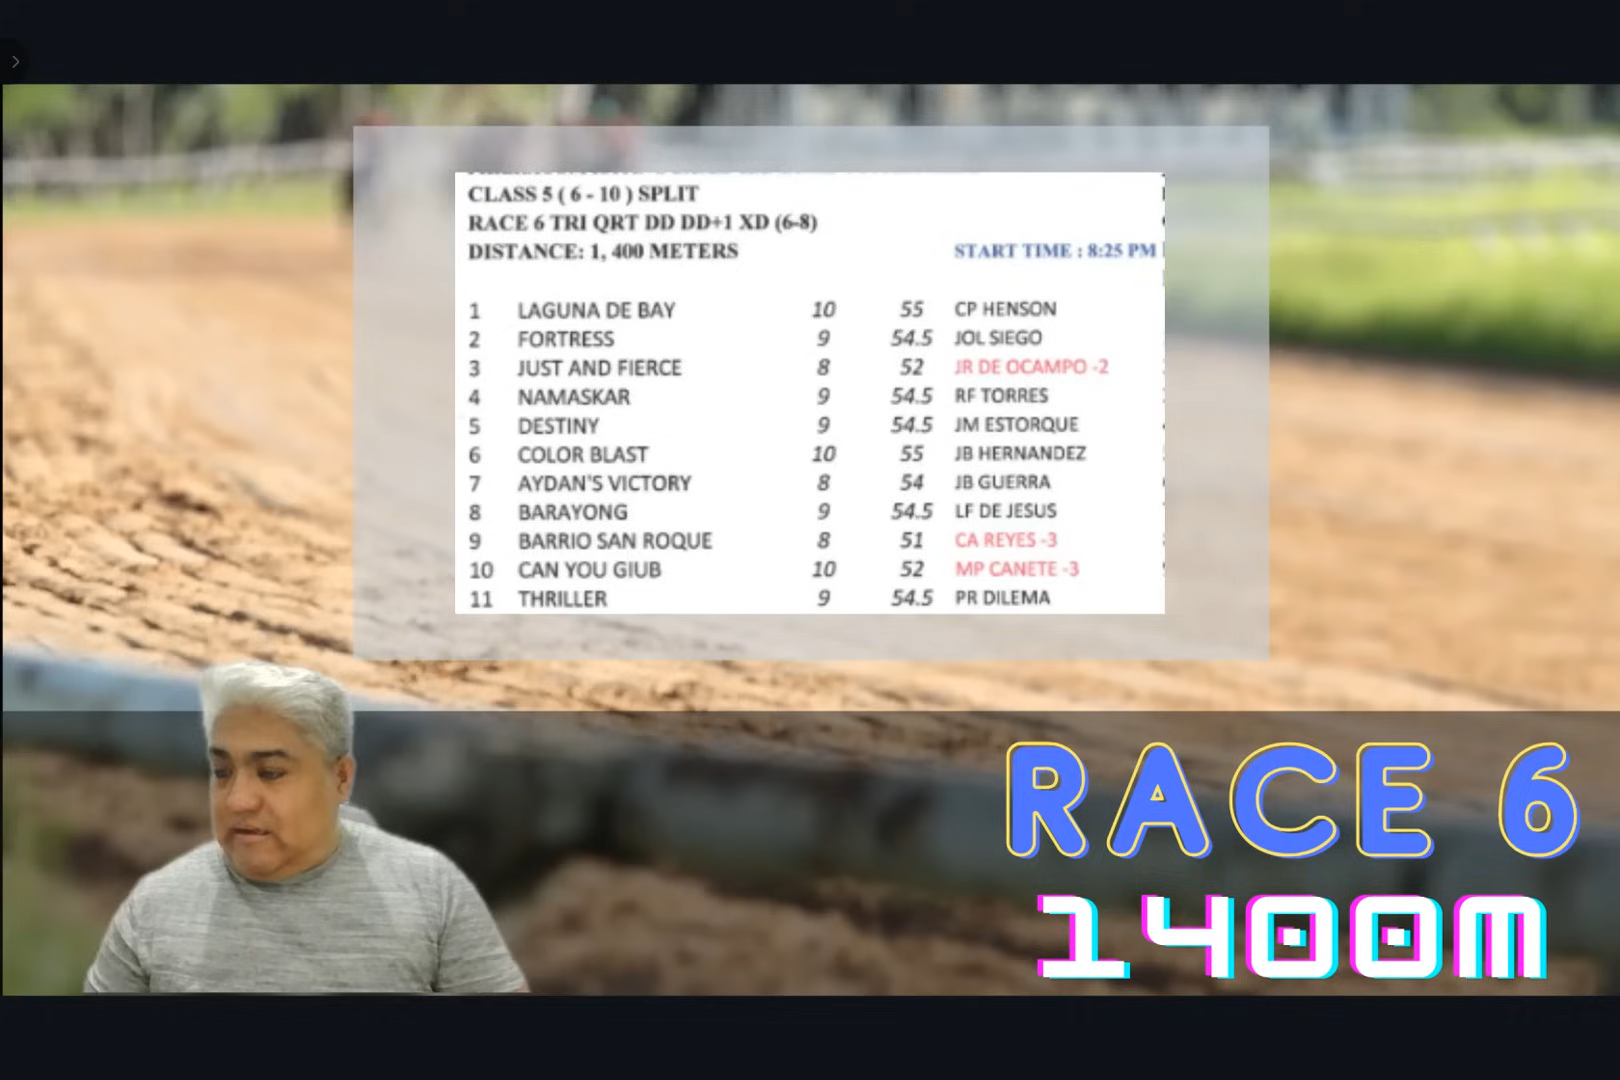 CLASS 5 ( 6 - 10 ) SPLIT
RACE 6 TRI QRT DD DD+1 XD (6-8)
DISTANCE: 1, 400 METERS START TIME : 8:25 PM
1 LAGUNA DE BAY 10 55 CP HENSON
2 FORTRESS 9 54.5 JOL SIEGO
3 JUST AND FIERCE 8 52 JR DE OCAMPO -2
4 NAMASKAR 9 54.5 RF TORRES
5 DESTINY 9 54.5 JM ESTORQUE
6 COLOR BLAST 10 55 JB HERNANDEZ
7 AYDAN'S VICTORY 8 54 JB GUERRA
8 BARAYONG 9 54.5 LF DE JESUS
9 BARRIO SAN ROQUE 8 51 CA REYES -3
10 CAN YOU GIUB 10 52 MP CANETE -3
11 THRILLER 9 54.5 PR DILEMA
RACE 6
1400M